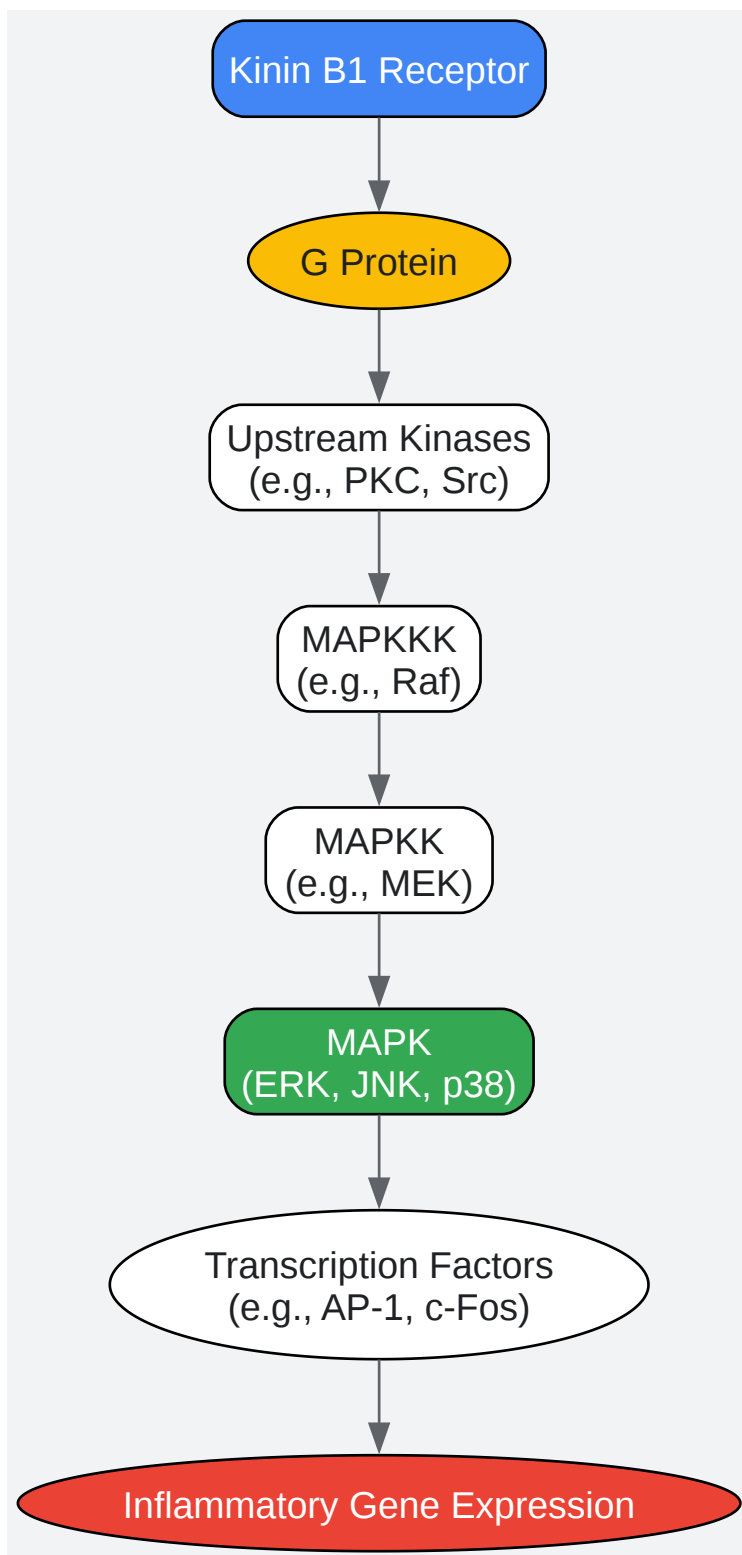 Kinin B1 Receptor
G Protein
Upstream Kinases
(e.g., PKC, Src)
MAPKKK
(e.g., Raf)
MAPKK
(e.g., MEK)
MAPK
(ERK, JNK, p38)
Transcription Factors
(e.g., AP-1, c-Fos)
Inflammatory Gene Expression